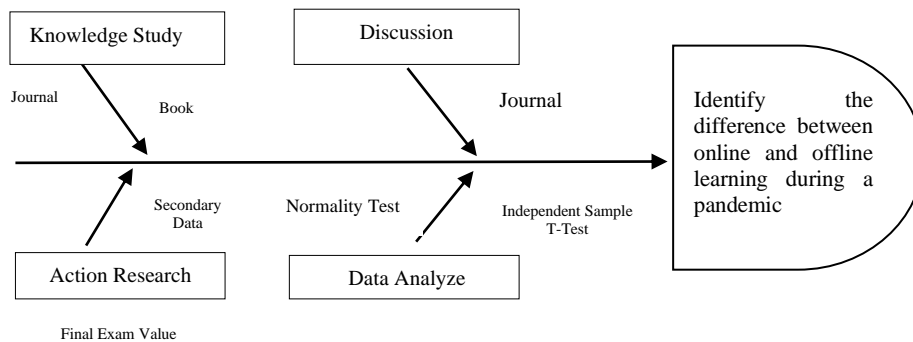 Knowledge Study
Discussion
Journal
Book
Journal
Identify the
difference between
online and offline
learning during a
pandemic
Secondary
Data
Normality Test
Independent Sample
T-Test
Action Research
Data Analyze
Final Exam Value